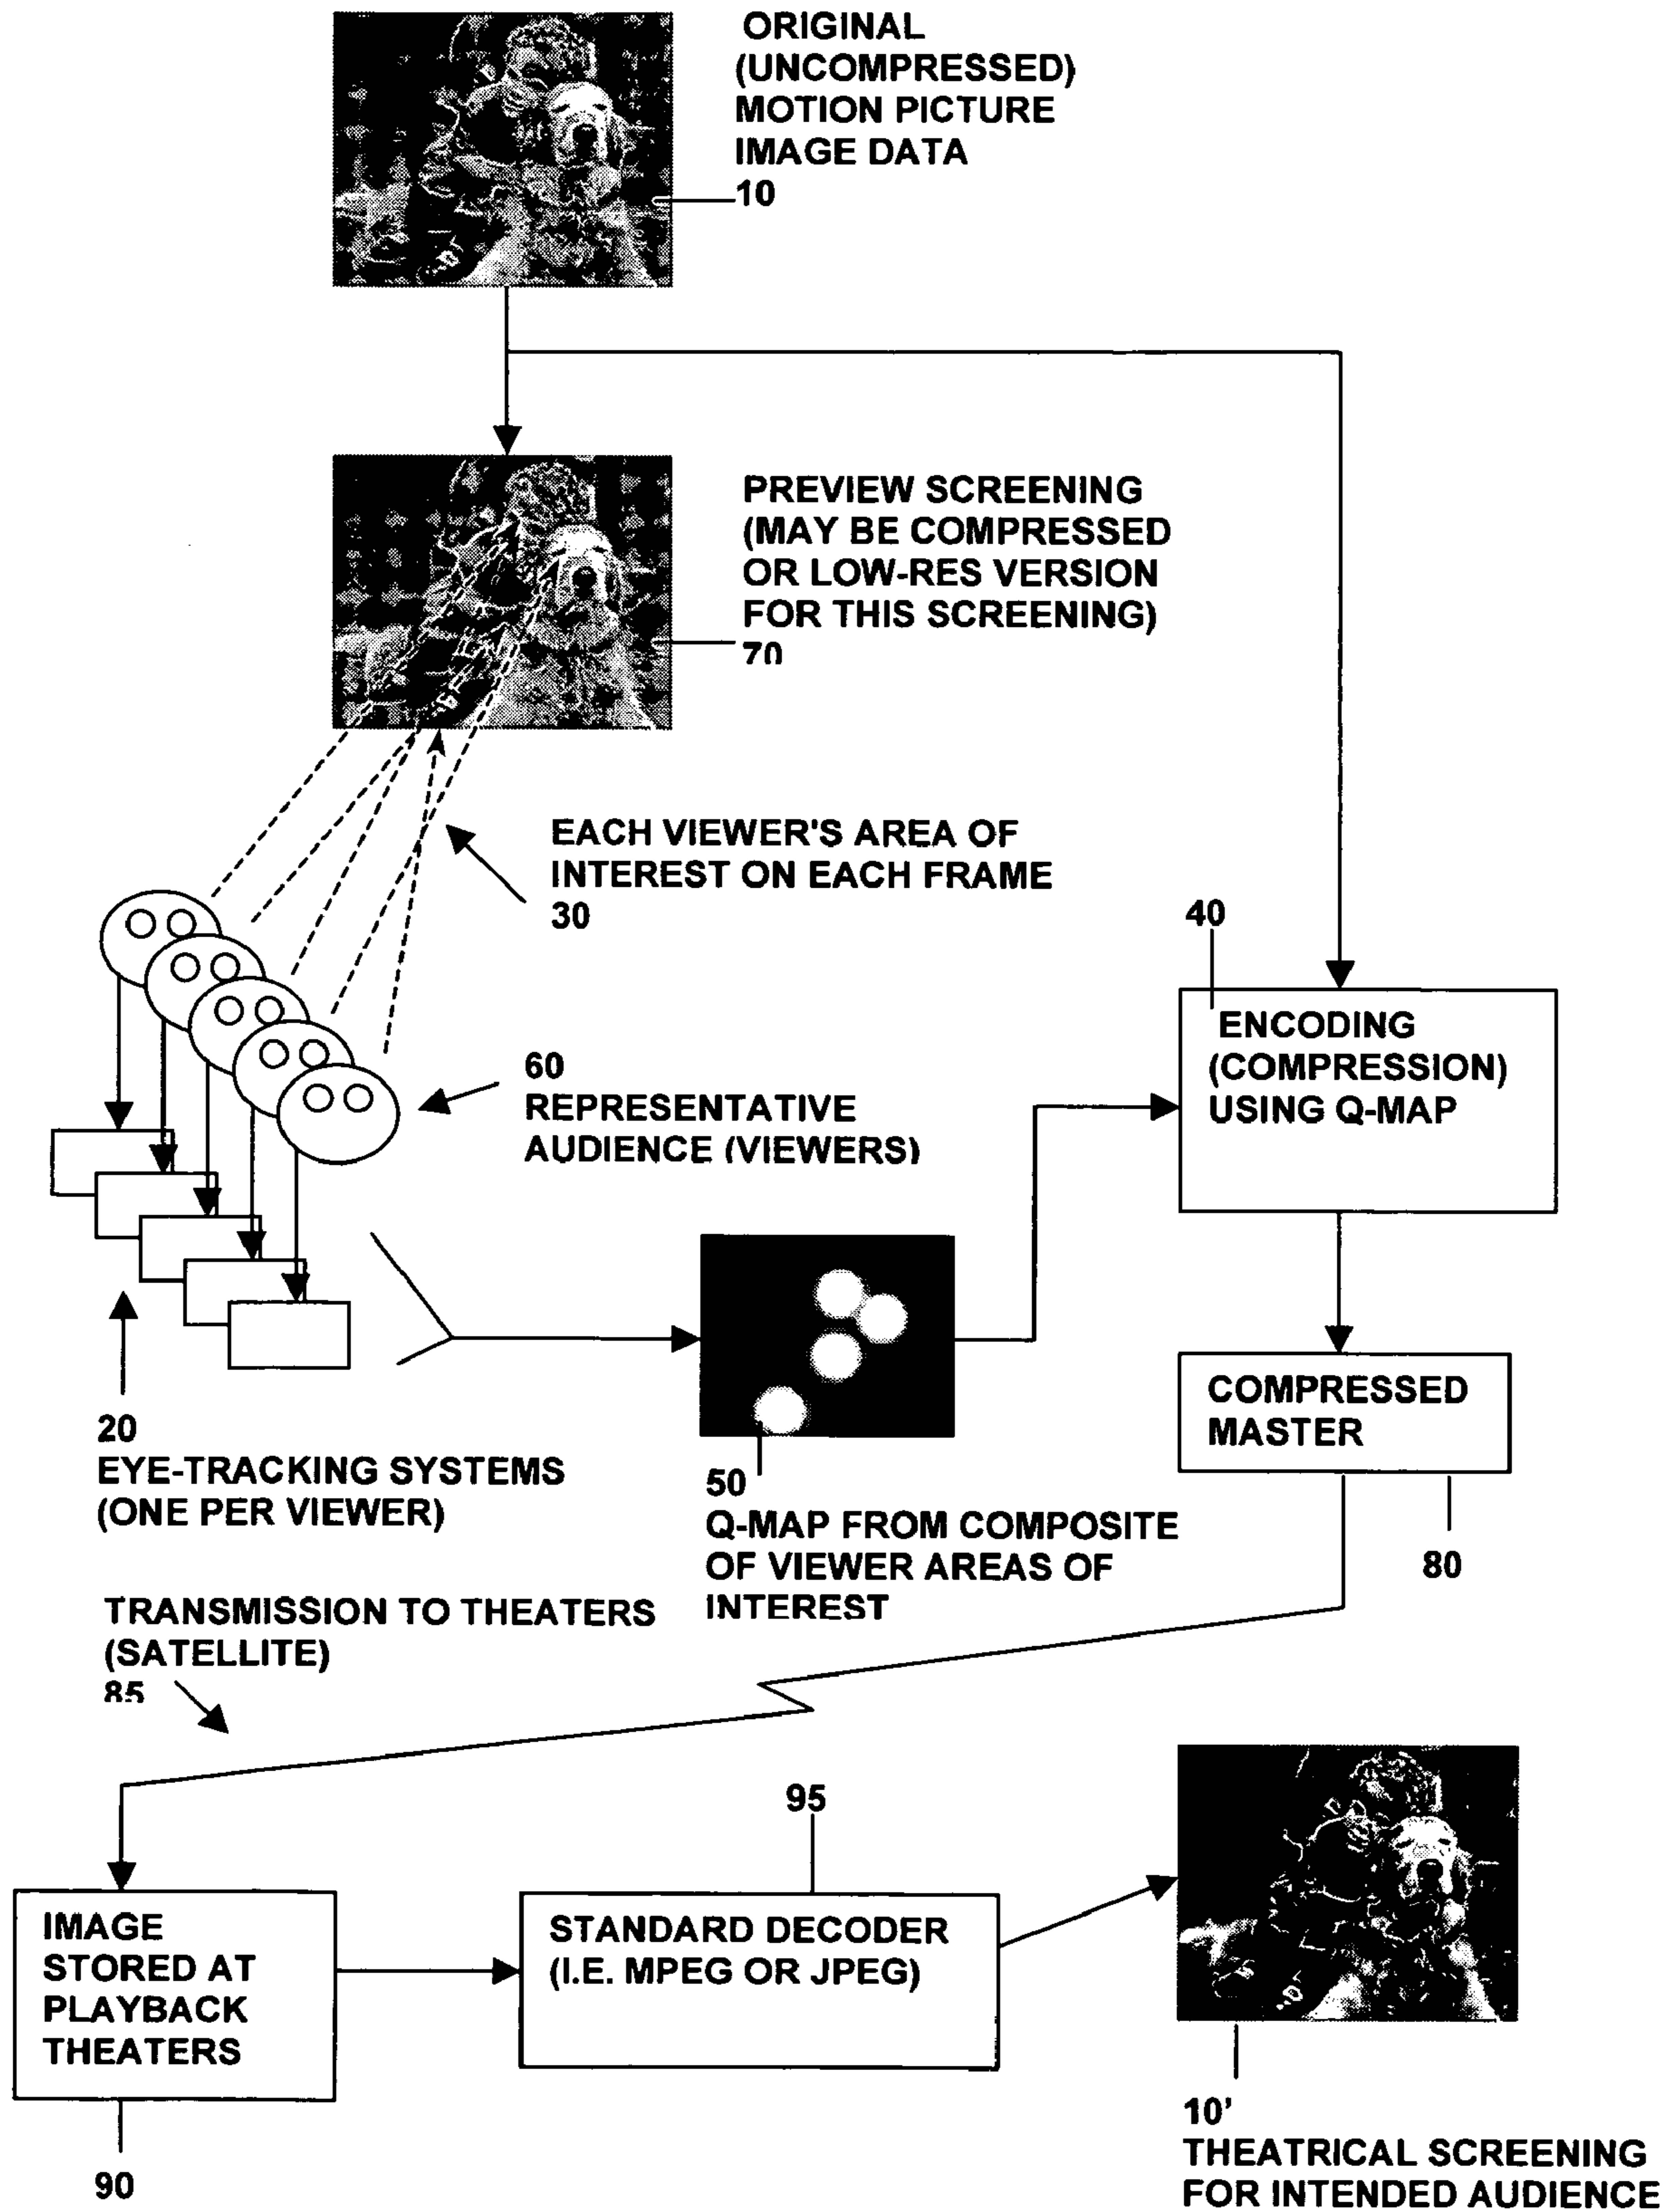 ORIGINAL
(UNCOMPRESSED)
MOTION PICTURE
IMAGE DATA
10
PREVIEW SCREENING
(MAY BE COMPRESSED
OR LOW-RES VERSION
FOR THIS SCREENING)
70
EACH VIEWER'S AREA OF
INTEREST ON EACH FRAME
30
40
ENCODING
(COMPRESSION)
USING Q-MAP
60
REPRESENTATIVE
AUDIENCE (VIEWERS)
COMPRESSED
MASTER
80
20
EYE-TRACKING SYSTEMS
(ONE PER VIEWER)
50
Q-MAP FROM COMPOSITE
OF VIEWER AREAS OF
INTEREST
TRANSMISSION TO THEATERS
(SATELLITE)
85
IMAGE
STORED AT
PLAYBACK
THEATERS
90
95
STANDARD DECODER
(I.E. MPEG OR JPEG)
10'
THEATRICAL SCREENING
FOR INTENDED AUDIENCE